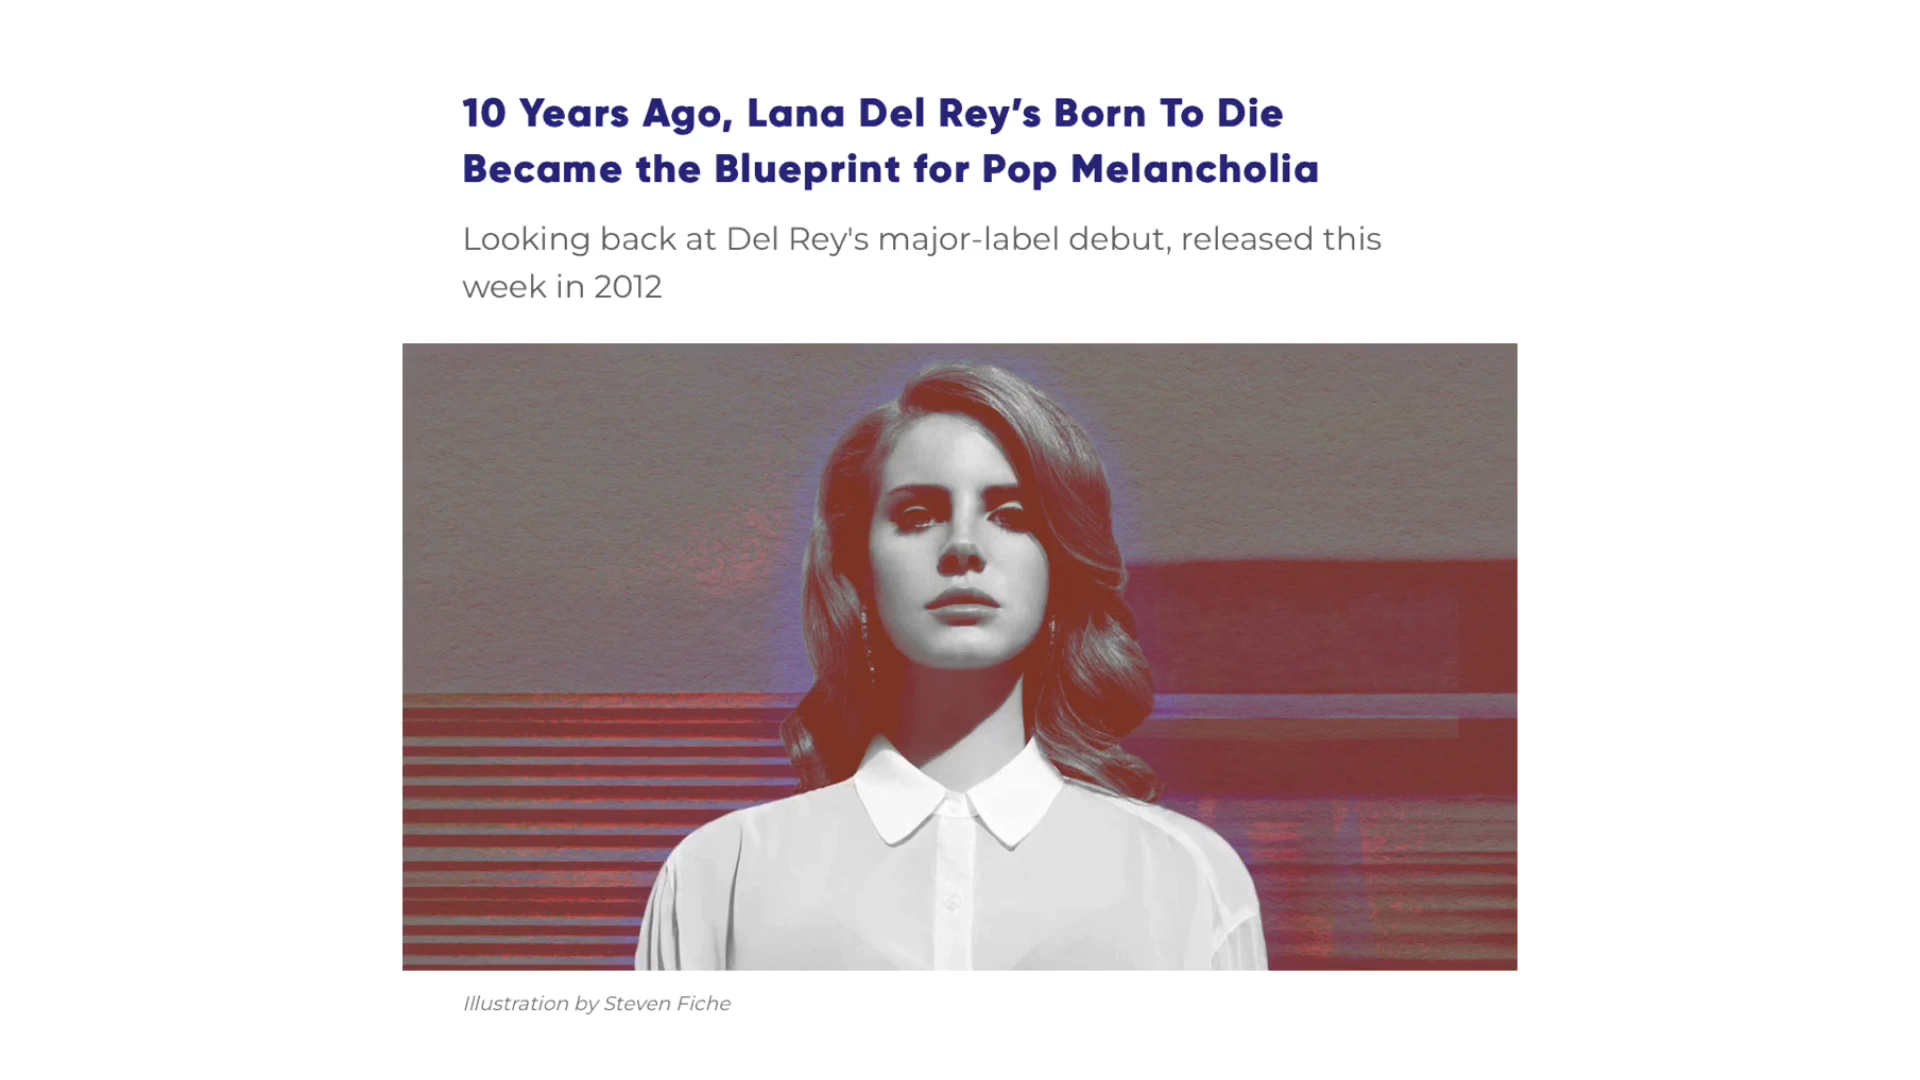 10 Years Ago, Lana Del Rey’s Born To Die
Became the Blueprint for Pop Melancholia
Looking back at Del Rey's major-label debut, released this
week in 2012
Illustration by Steven Fiche